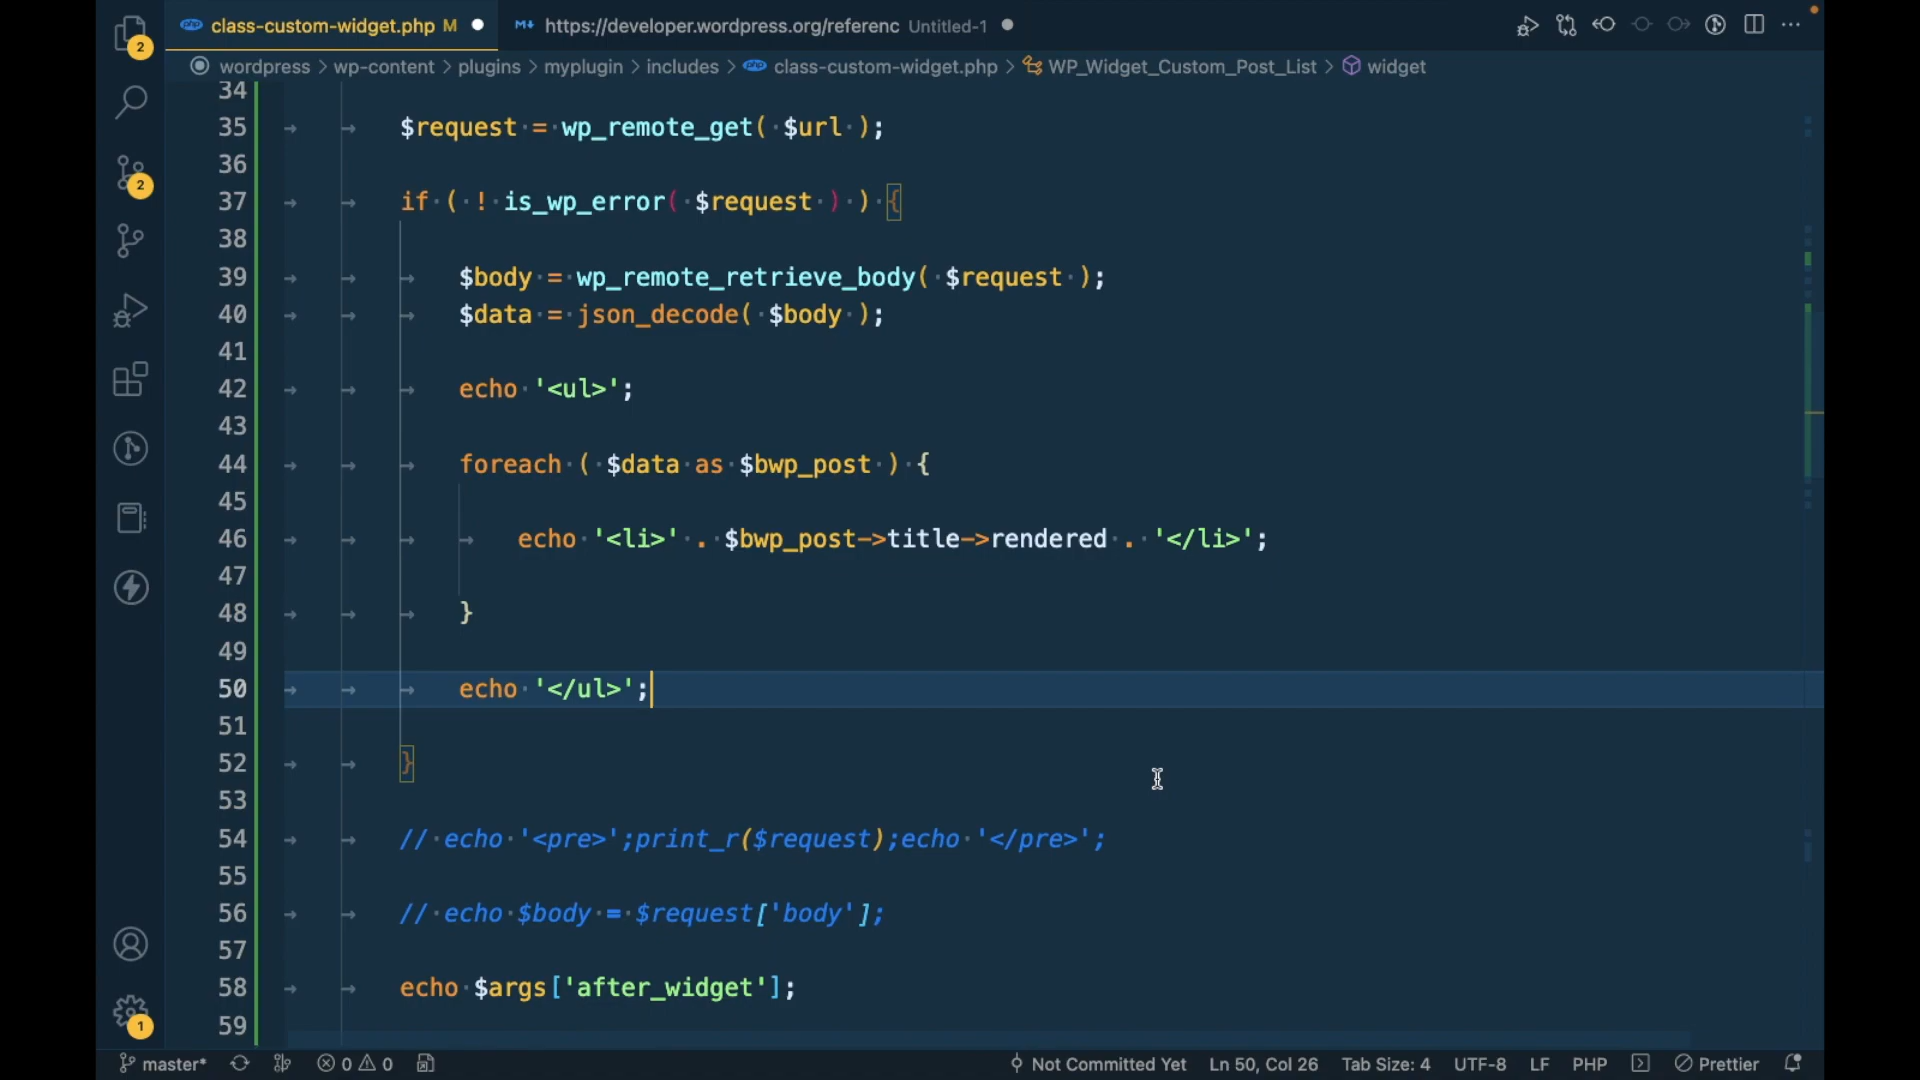 class-custom-widget.php M
https://developer.wordpress.org/referenc Untitled-1
wordpress > wp-content > plugins > myplugin > includes > class-custom-widget.php > WP_Widget_Custom_Post_List > widget
34
35 $request = wp_remote_get( $url );
36
37 if ( ! is_wp_error( $request ) ) {
38
39 $body = wp_remote_retrieve_body( $request );
40 $data = json_decode( $body );
41
42 echo '<ul>';
43
44 foreach ( $data as $bwp_post ) {
45
46 echo '<li>' . $bwp_post->title->rendered . '</li>';
47
48 }
49
50 echo '</ul>';
51
52 }
53
54 // echo '<pre>';print_r($request);echo '</pre>';
55
56 // echo $body = $request['body'];
57
58 echo $args['after_widget'];
59
2
2
1
master* 0 0 Not Committed Yet Ln 50, Col 26 Tab Size: 4 UTF-8 LF PHP Prettier